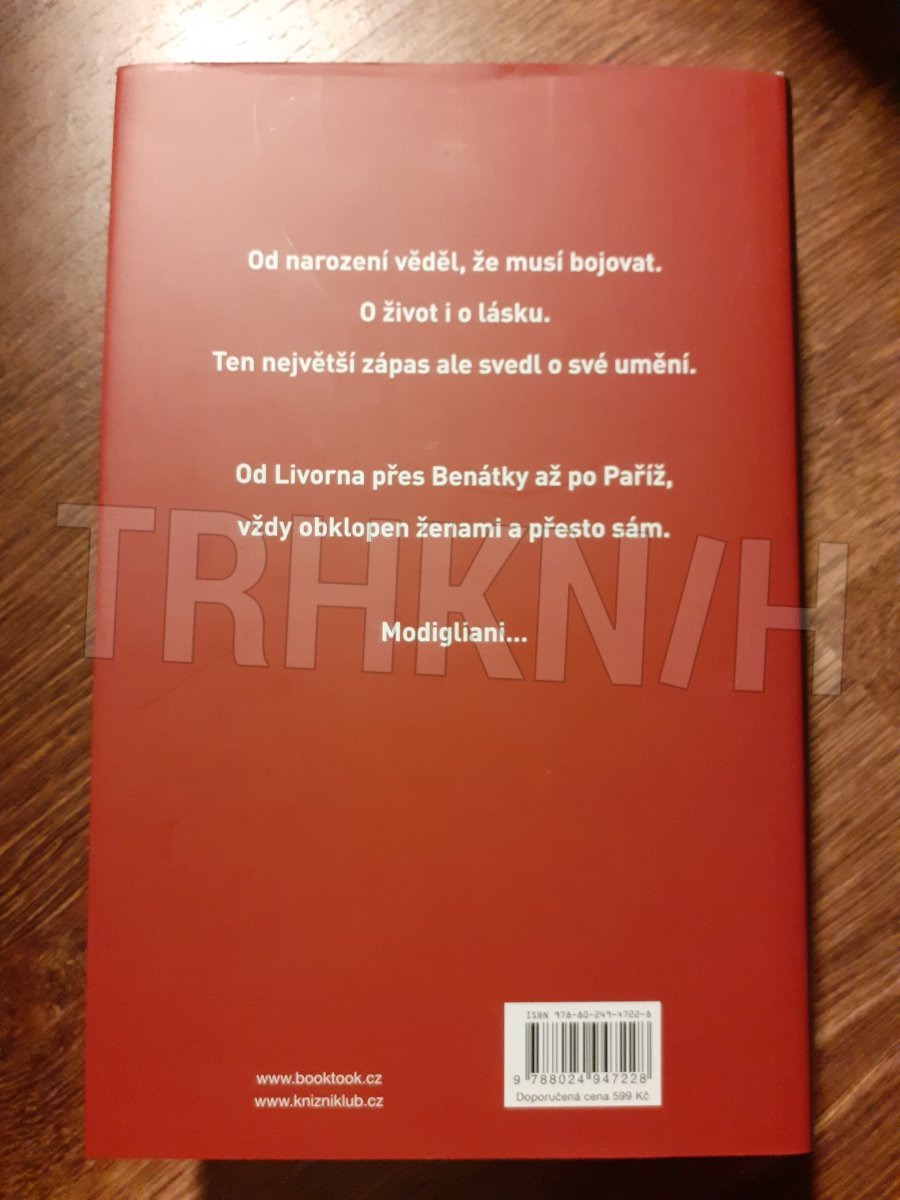 Od narození věděl, že musí bojovat.
O život i o lásku.
Ten největší zápas ale svedl o své umění.
Od Livorna přes Benátky až po Paříž,
vždy obklopen ženami a přesto sám.
TRHKNIH
Modigliani...
ISBN 978-80-249-4722-8
9 788024 947228
Doporučená cena 599 Kč
www.booktook.cz
www.knizniklub.cz